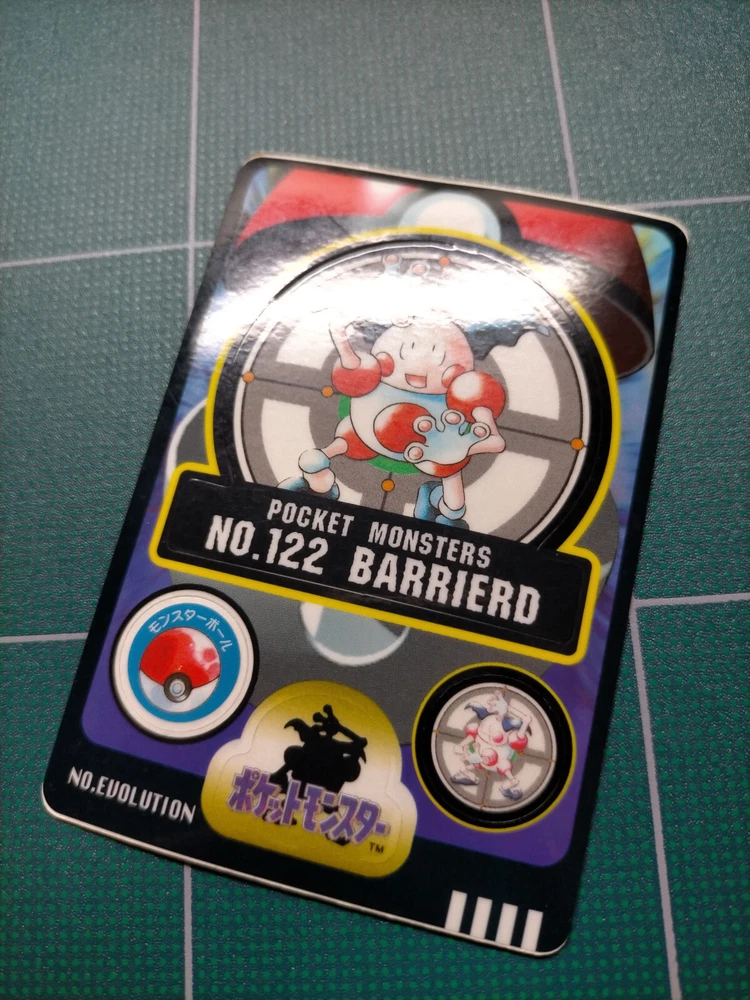 POCKET MONSTERS
NO.122 BARRIERD
モンスターボール
ポケットモンスター
TM
NO.EVOLUTION